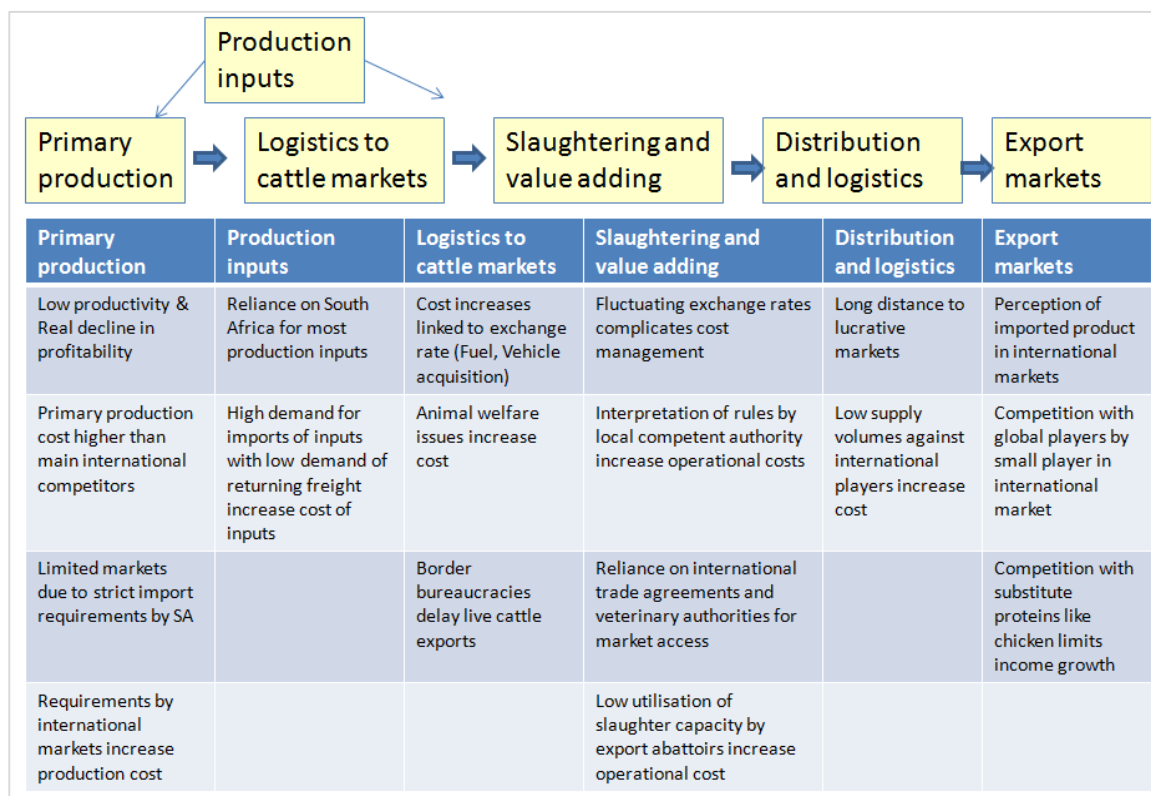 Production
inputs
Primary
production
Logistics to
cattle markets
Slaughtering and
value adding
Distribution
and logistics
Export
markets
Primary
production
Production
inputs
Logistics to
cattle markets
Slaughtering and
value adding
Distribution
and logistics
Export
markets
Low productivity &
Real decline in
profitability
Reliance on South
Africa for most
production inputs
Cost increases
linked to exchange
rate (Fuel, Vehicle
acquisition)
Fluctuating exchange rates
complicates cost
management
Long distance to
lucrative
markets
Perception of
imported product
in international
markets
Primary production
cost higher than
main international
competitors
High demand for
imports of inputs
with low demand of
returning freight
increase cost of
inputs
Animal welfare
issues increase
cost
Interpretation of rules by
local competent authority
increase operational costs
Low supply
volumes against
international
players increase
cost
Competition with
global players by
small player in
international
market
Limited markets
due to strict import
requirements by SA
Border
bureaucracies
delay live cattle
exports
Reliance on international
trade agreements and
veterinary authorities for
market access
Competition with
substitute
proteins like
chicken limits
income growth
Requirements by
international
markets increase
production cost
Low utilisation of
slaughter capacity by
export abattoirs increase
operational cost